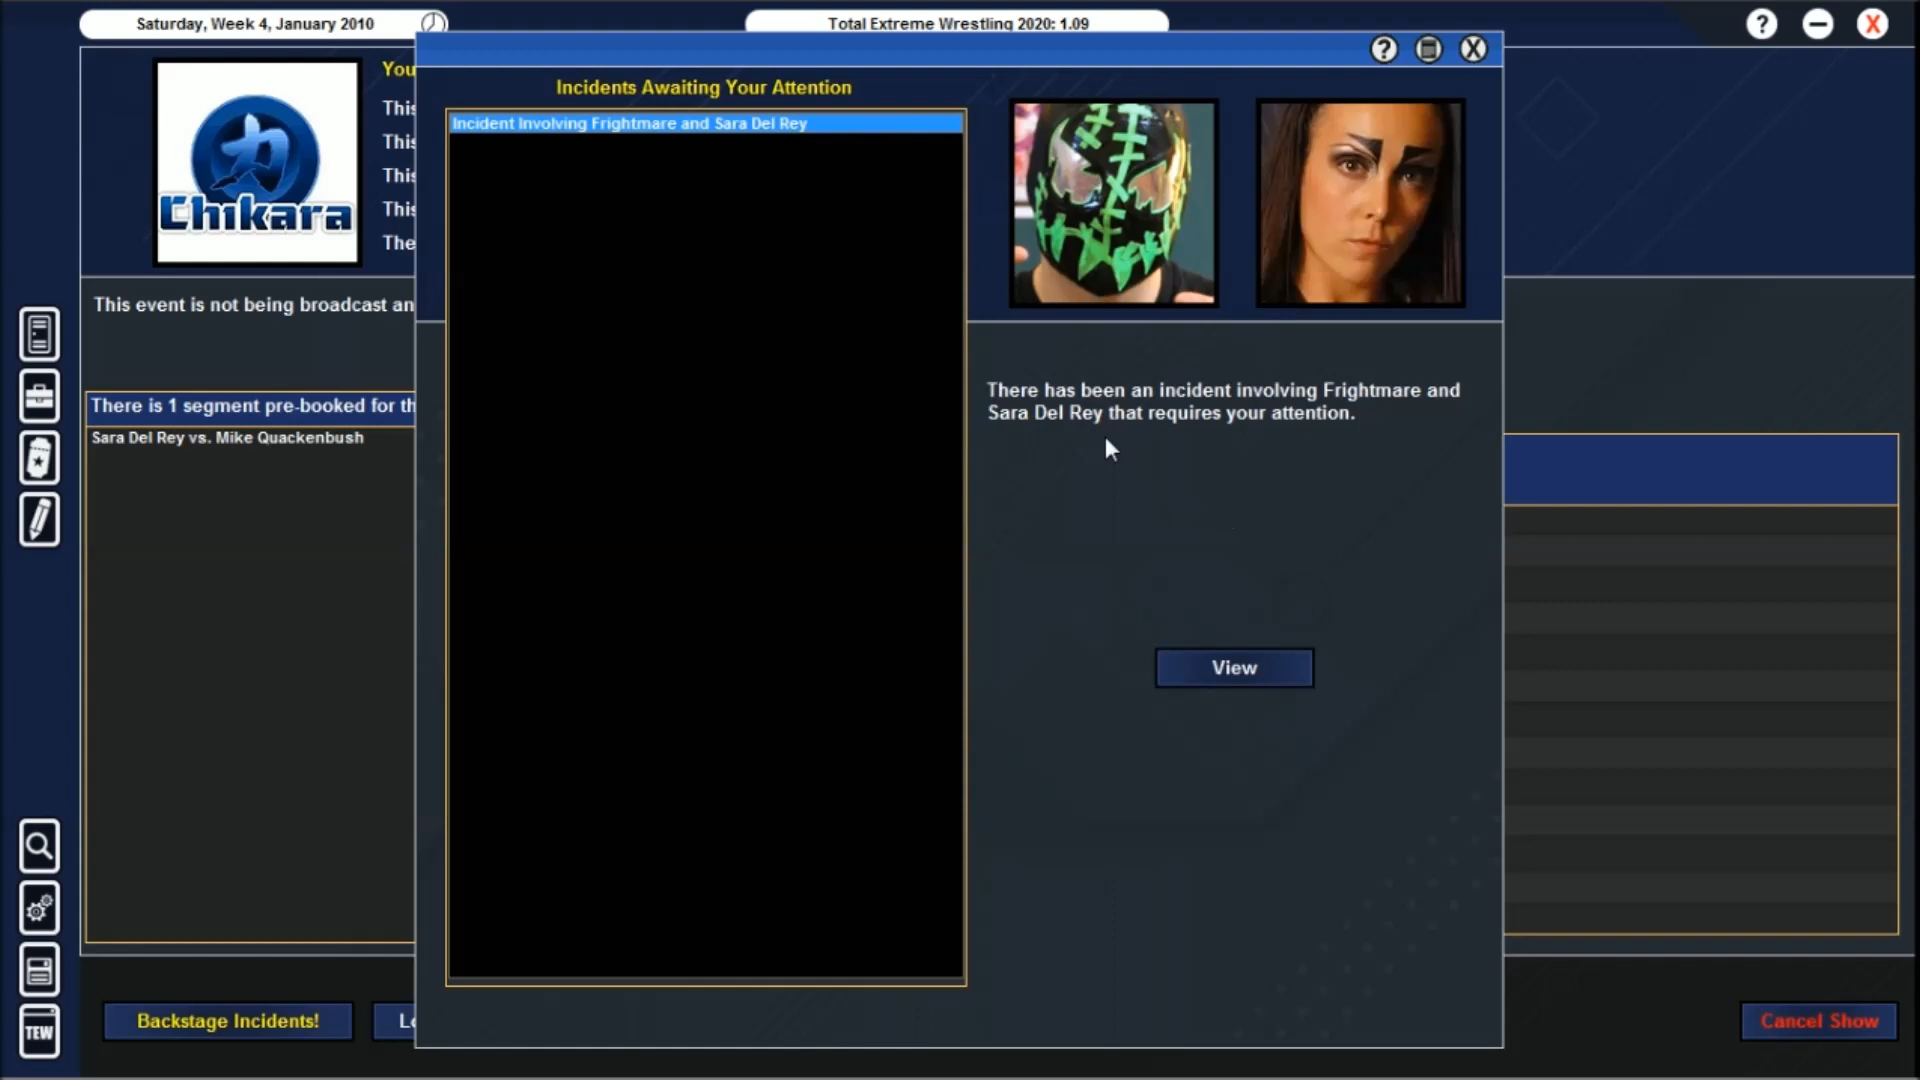 Saturday, Week 4, January 2010
Total Extreme Wrestling 2020: 1.09
?
X
?
X
Incidents Awaiting Your Attention
Incident Involving Frightmare and Sara Del Rey
力
Chikara
You
This
This
This
This
The
This event is not being broadcast an
There is 1 segment pre-booked for th
Sara Del Rey vs. Mike Quackenbush
There has been an incident involving Frightmare and
Sara Del Rey that requires your attention.
View
TEW
Backstage Incidents!
Lo
Cancel Show